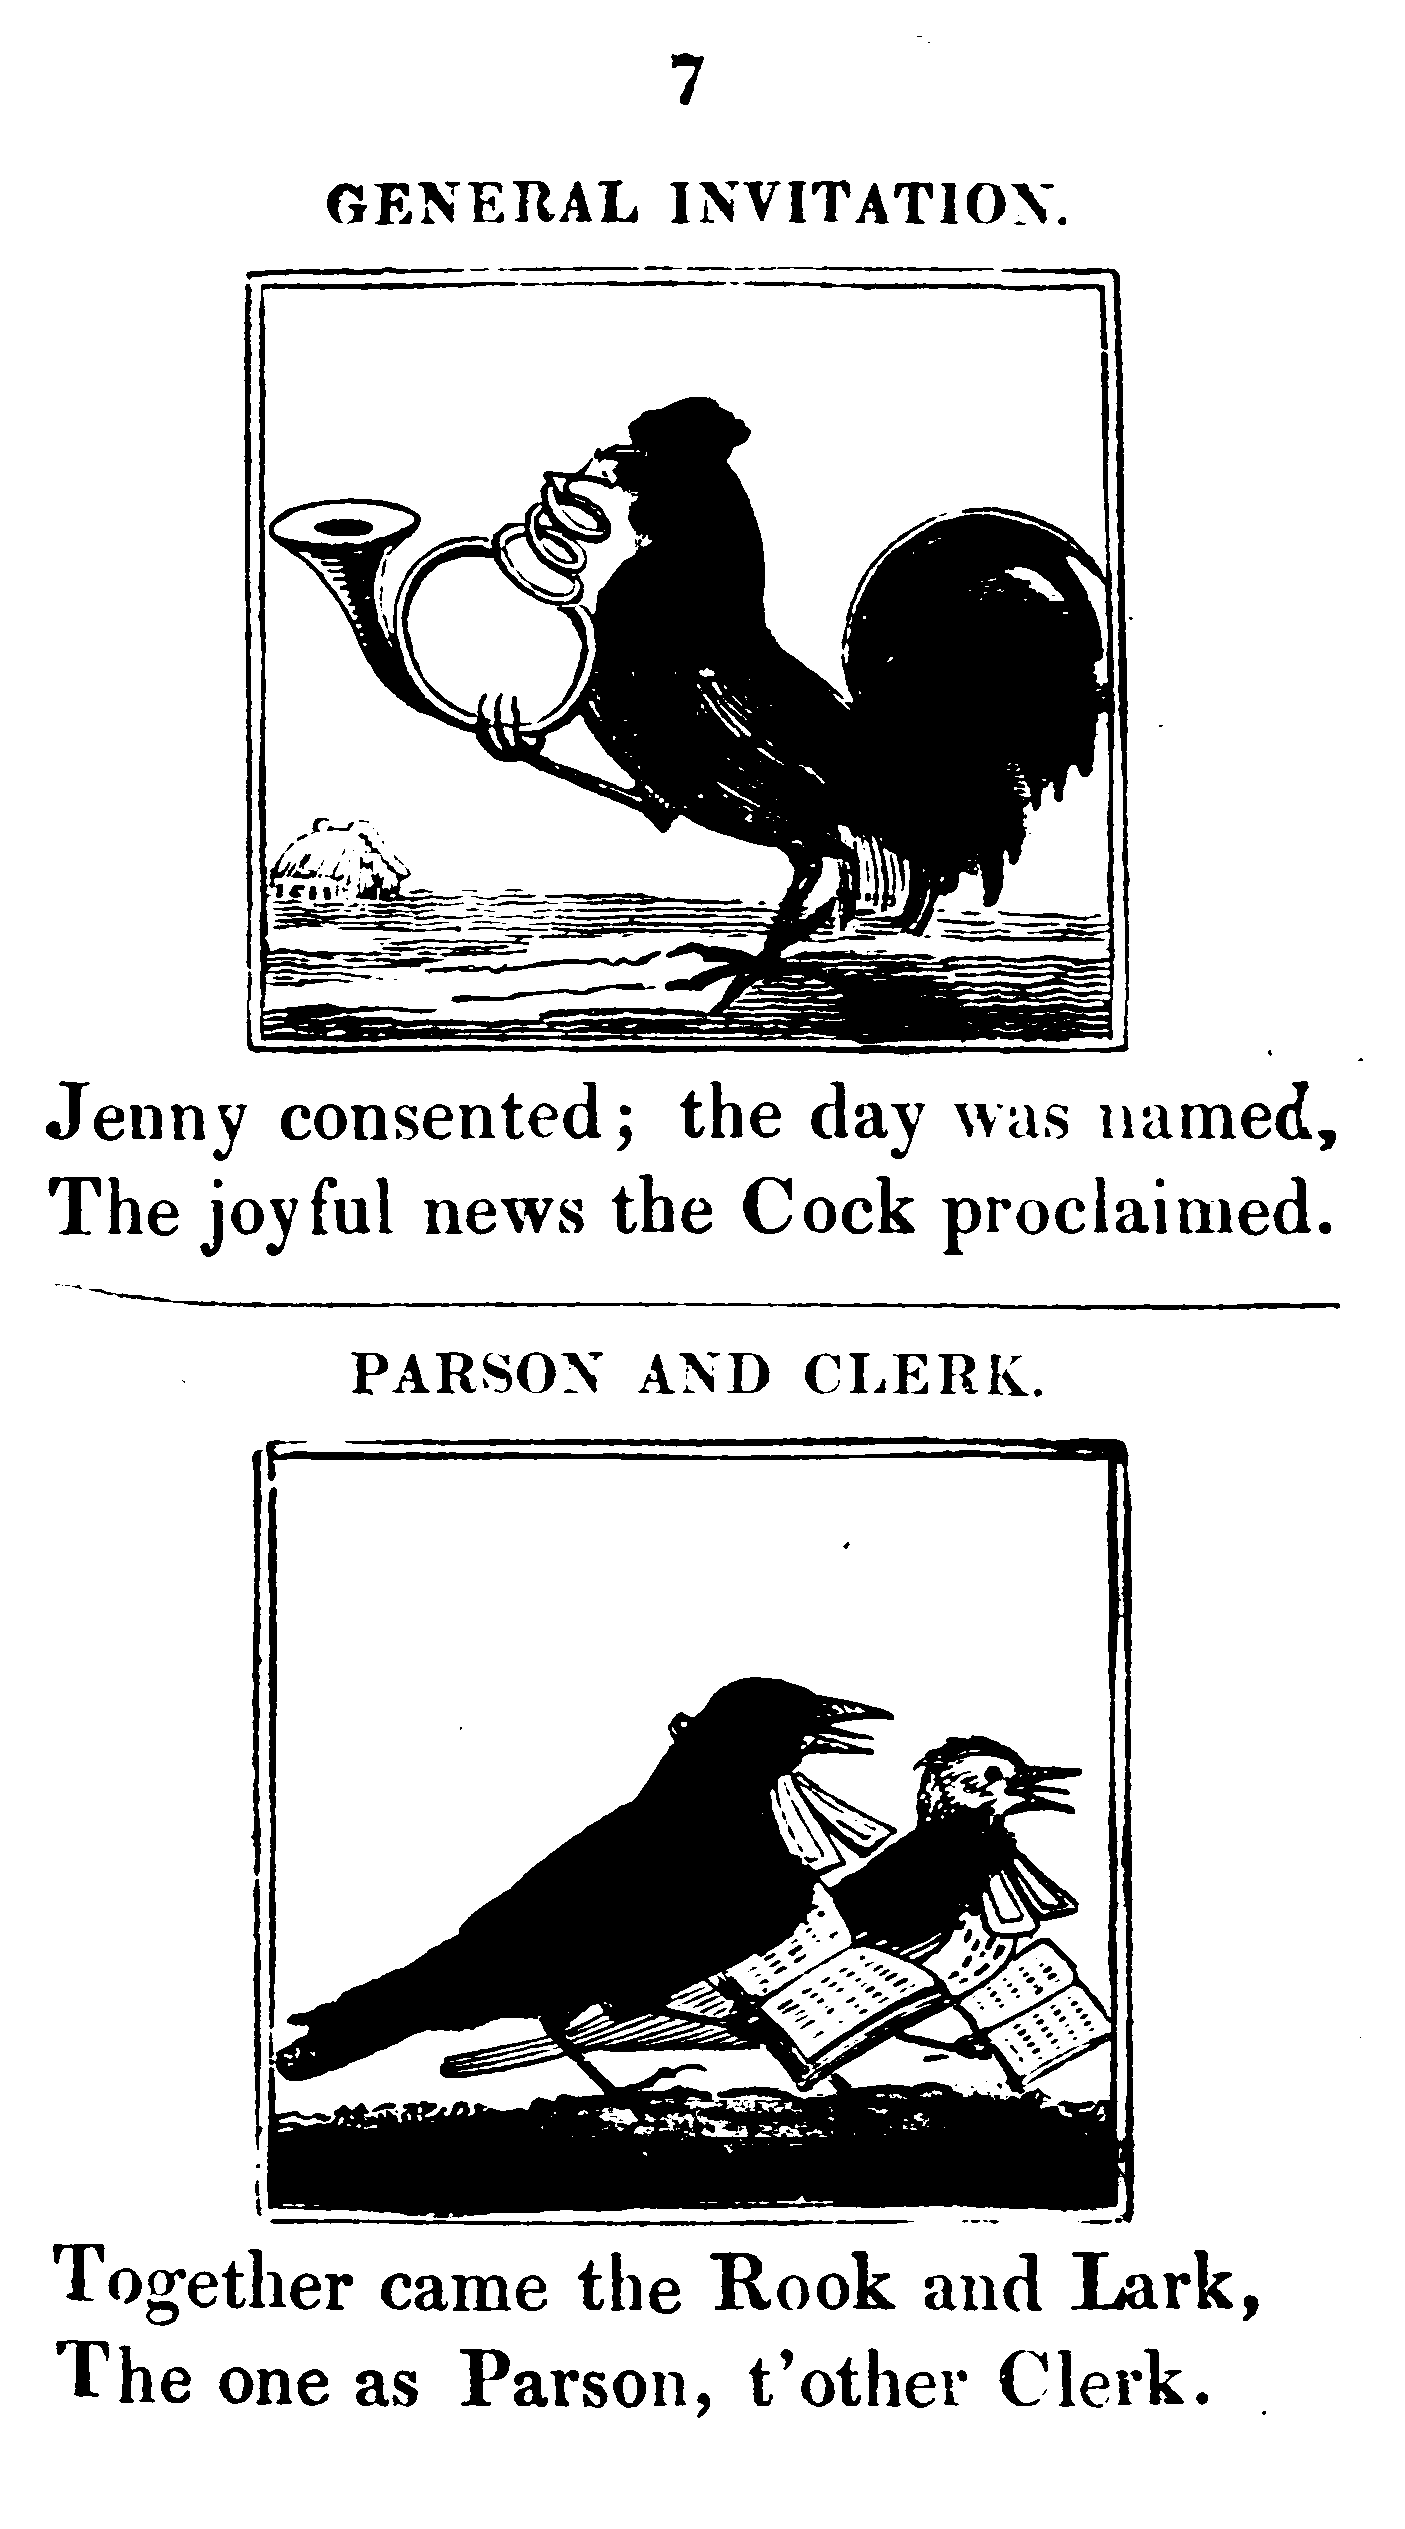 7
GENERAL INVITATION.
Jenny consented; the day was named,
The joyful news the Cock proclaimed.
PARSON AND CLERK.
Together came the Rook and Lark,
The one as Parson, t'other Clerk.